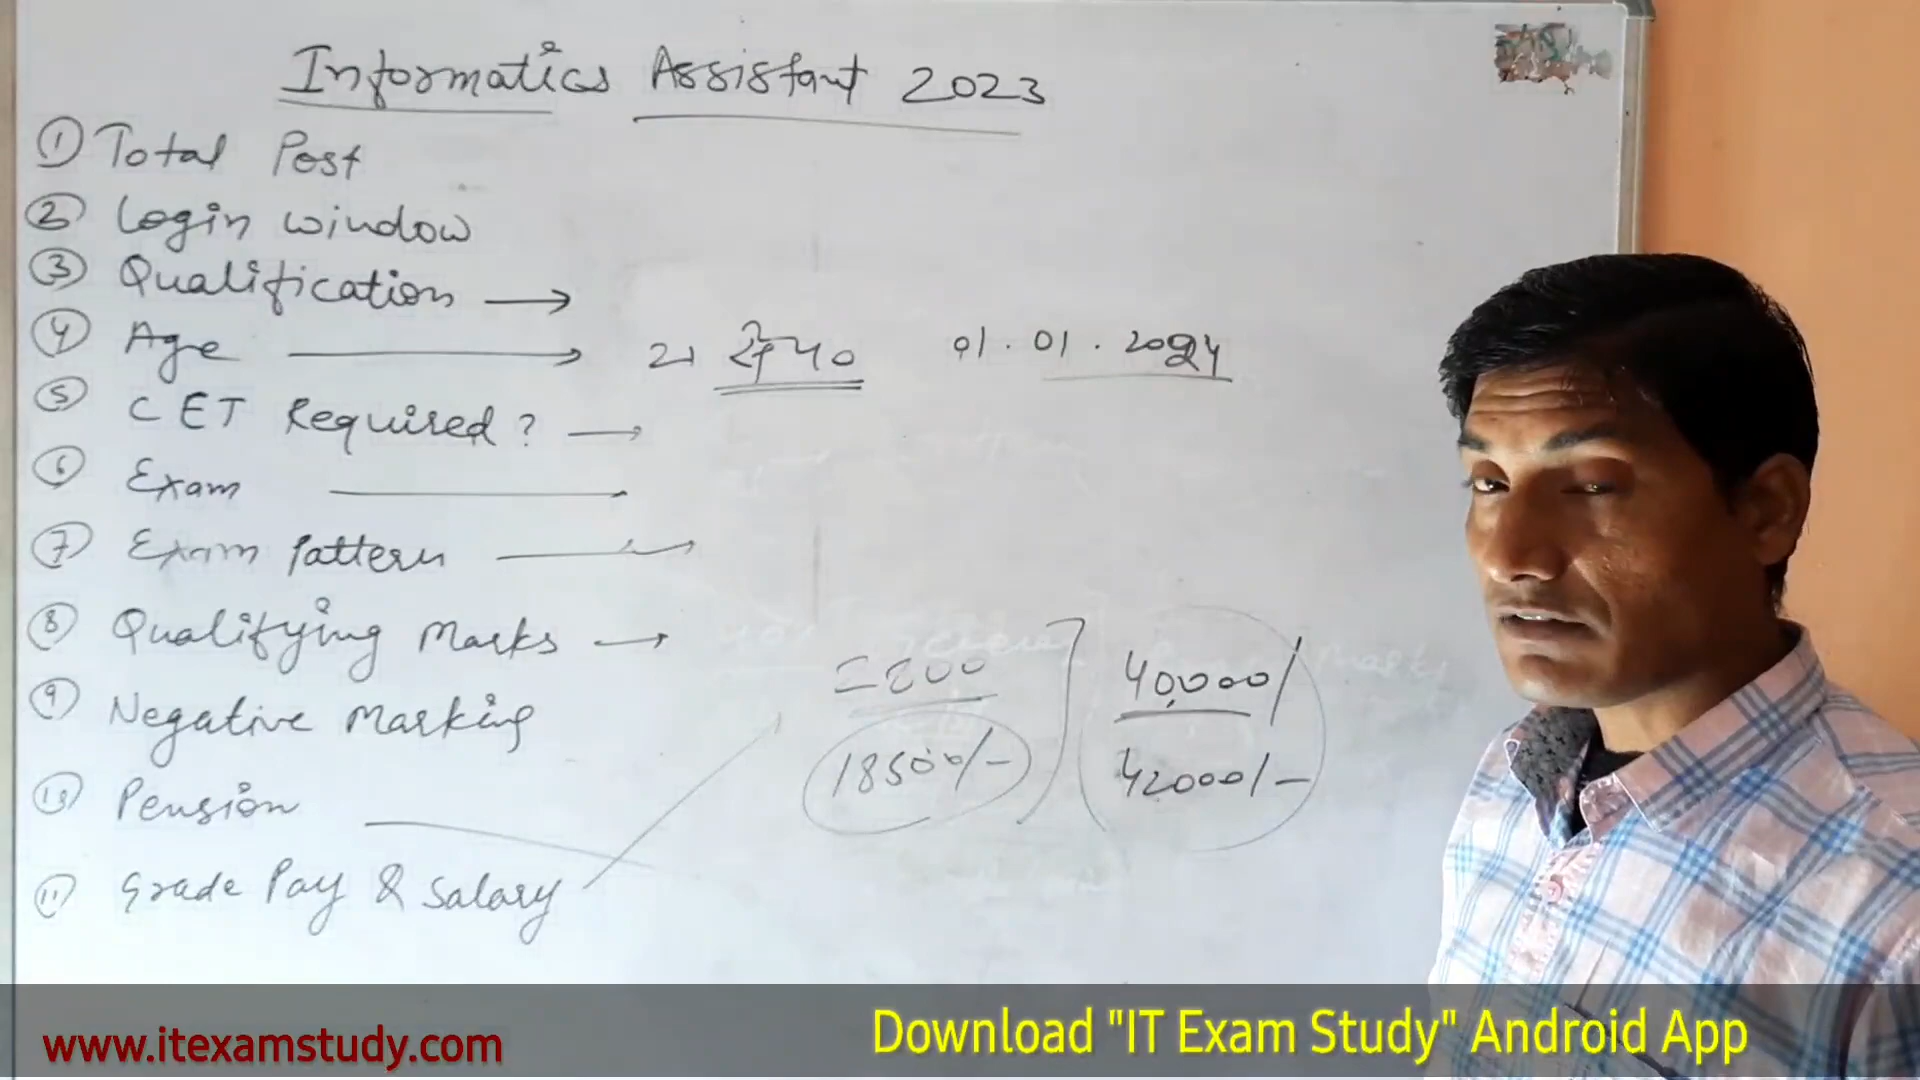 Informatics Assistant 2023
① Total Post
② Login window
③ Qualification →
④ Age → 21 से 40 01.01.2024
⑤ CET Required? →
⑥ Exam
⑦ Exam Pattern →
⑧ Qualifying Marks →
⑨ Negative Marking
⑩ Pension
⑪ Grade Pay & Salary
18500/-
40,000/
42000/-
www.itexamstudy.com
Download "IT Exam Study" Android App